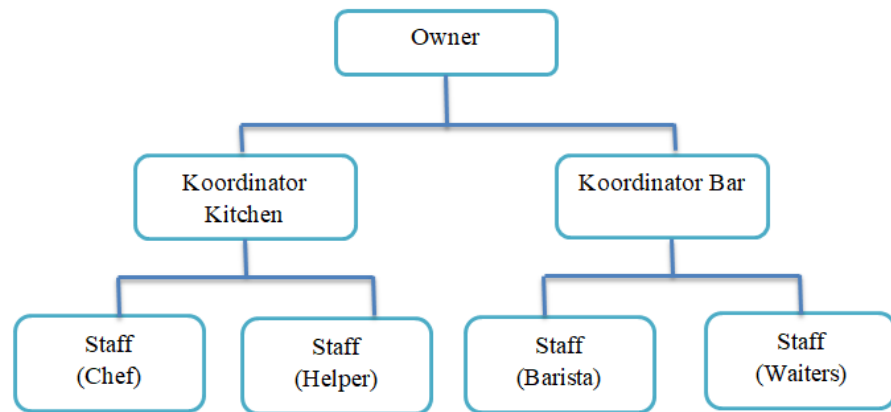 Owner
Koordinator
Kitchen
Koordinator Bar
Staff
(Chef)
Staff
(Helper)
Staff
(Barista)
Staff
(Waiters)